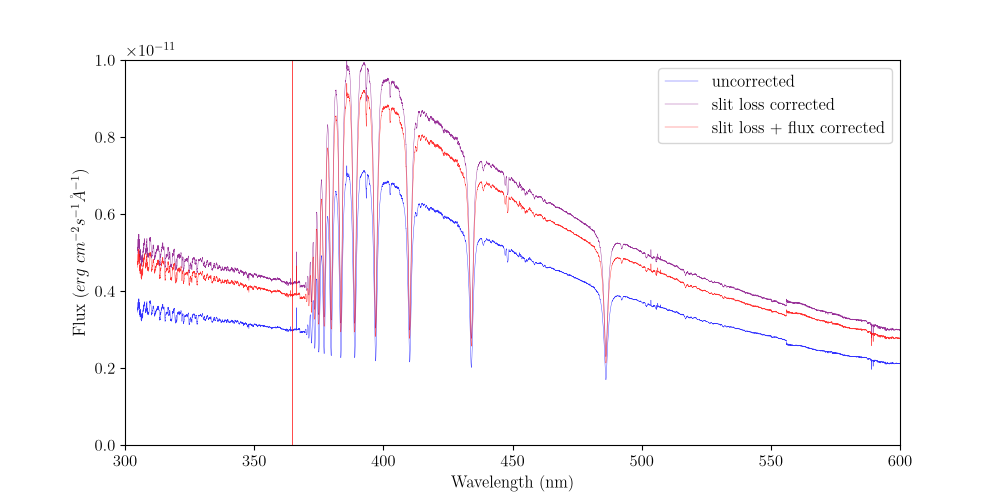 ×10⁻¹¹
1.0
0.8
0.6
0.4
0.2
0.0
Flux (erg cm⁻²s⁻¹Å⁻¹)
300 350 400 450 500 550 600
Wavelength (nm)
uncorrected
slit loss corrected
slit loss + flux corrected